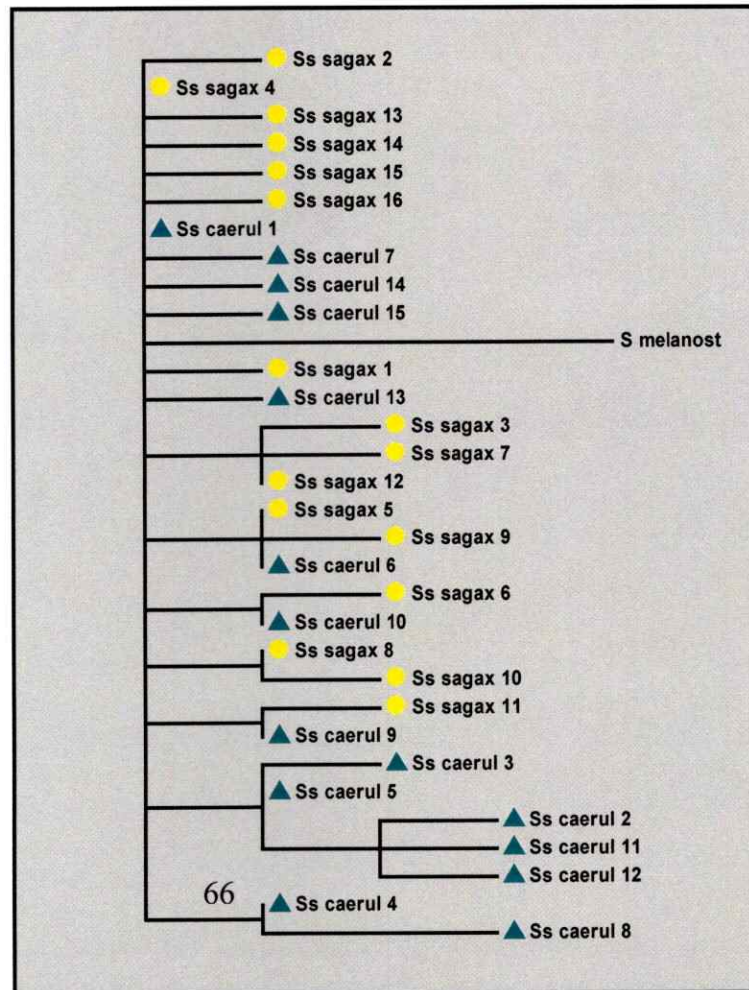 Ss sagax 2
Ss sagax 4
Ss sagax 13
Ss sagax 14
Ss sagax 15
Ss sagax 16
Ss caerul 1
Ss caerul 7
Ss caerul 14
Ss caerul 15
S melanost
Ss sagax 1
Ss caerul 13
Ss sagax 3
Ss sagax 7
Ss sagax 12
Ss sagax 5
Ss sagax 9
Ss caerul 6
Ss sagax 6
Ss caerul 10
Ss sagax 8
Ss sagax 10
Ss sagax 11
Ss caerul 9
Ss caerul 3
Ss caerul 5
Ss caerul 2
Ss caerul 11
Ss caerul 12
66
Ss caerul 4
Ss caerul 8